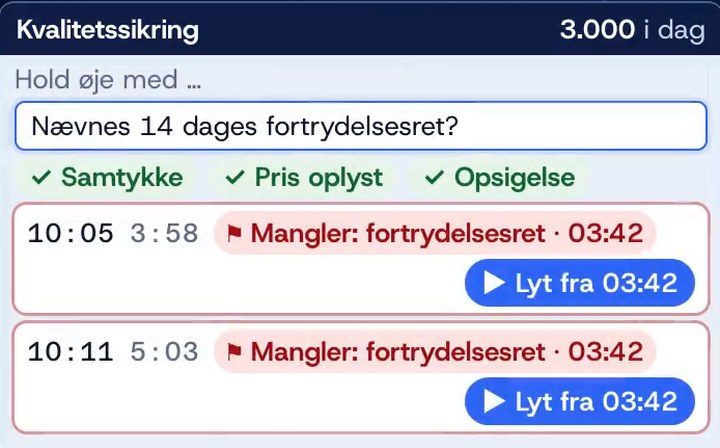 Kvalitetssikring 3.000 i dag
Hold øje med …
Nævnes 14 dages fortrydelsesret?
✓ Samtykke ✓ Pris oplyst ✓ Opsigelse
10:05 3:58 ⚑ Mangler: fortrydelsesret · 03:42
▶ Lyt fra 03:42
10:11 5:03 ⚑ Mangler: fortrydelsesret · 03:42
▶ Lyt fra 03:42